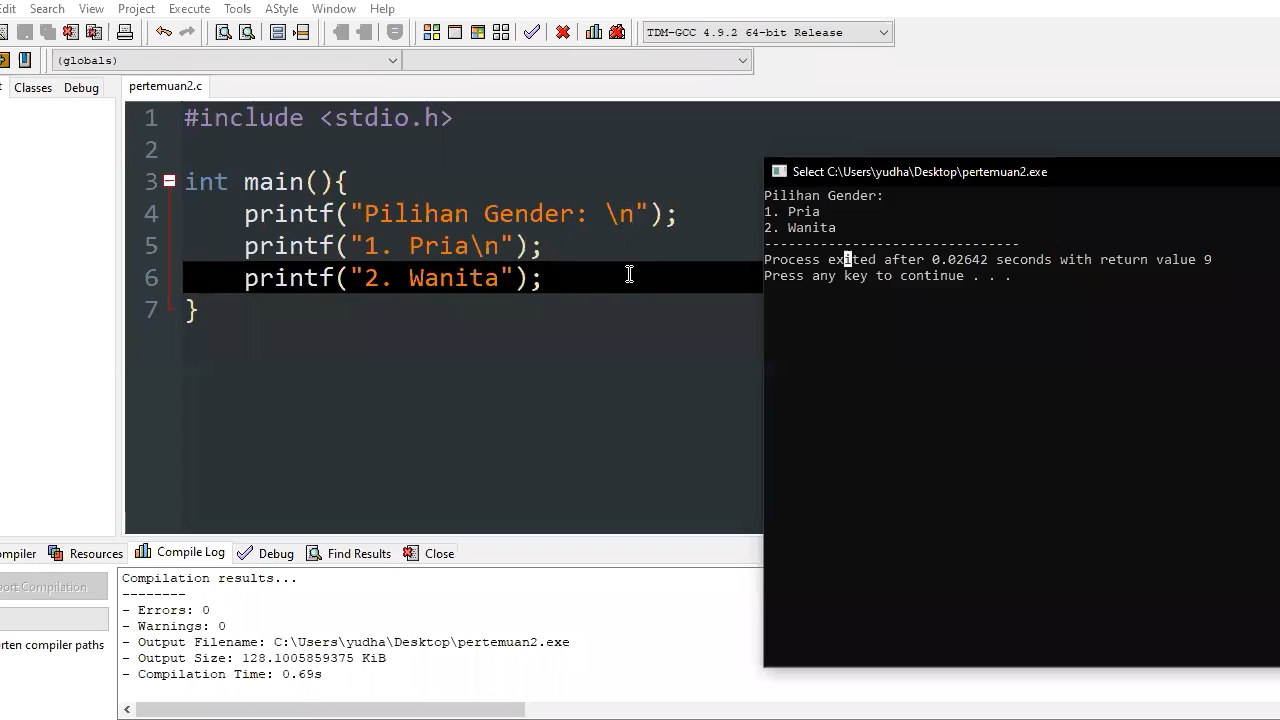 Edit Search View Project Execute Tools AStyle Window Help
TDM-GCC 4.9.2 64-bit Release
(globals)
Classes Debug
pertemuan2.c
1 #include <stdio.h>
2
3 int main(){
4 printf("Pilihan Gender: \n");
5 printf("1. Pria\n");
6 printf("2. Wanita");
7 }
Select C:\Users\yudha\Desktop\pertemuan2.exe
Pilihan Gender:
1. Pria
2. Wanita
--------------------------------
Process exited after 0.02642 seconds with return value 9
Press any key to continue . . .
ompiler Resources Compile Log Debug Find Results Close
ort Compilation
rten compiler paths
Compilation results...
--------
- Errors: 0
- Warnings: 0
- Output Filename: C:\Users\yudha\Desktop\pertemuan2.exe
- Output Size: 128.1005859375 KiB
- Compilation Time: 0.69s